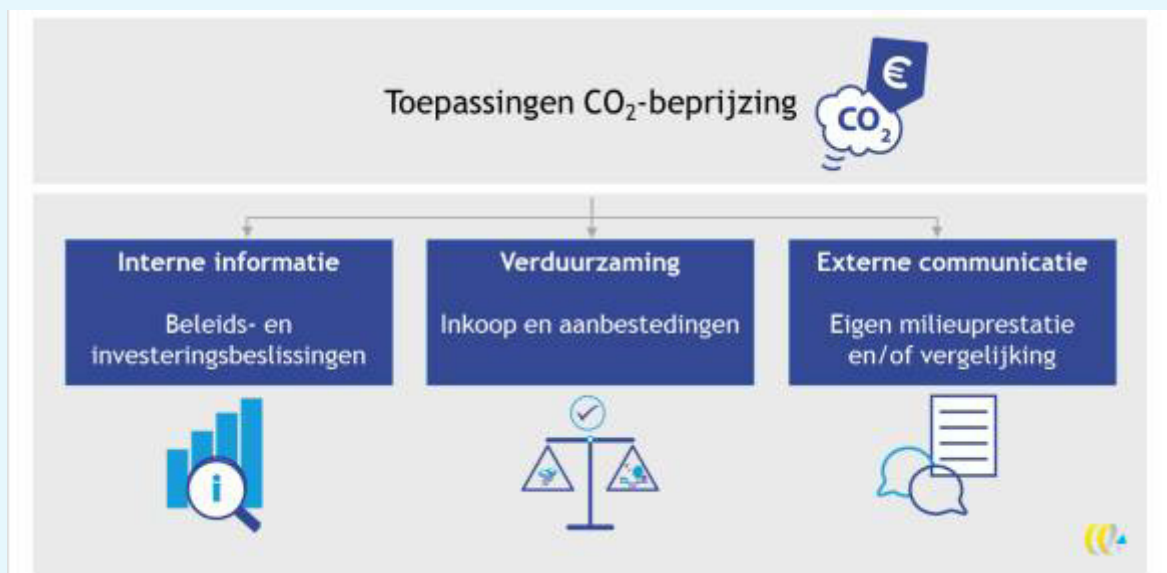 Toepassingen CO₂-beprijzing
€
CO₂
Interne informatie
Beleids- en
investeringsbeslissingen
Verduurzaming
Inkoop en aanbestedingen
Externe communicatie
Eigen milieuprestatie
en/of vergelijking
i